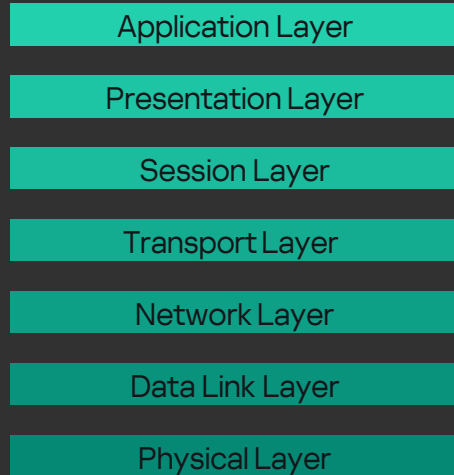 Application Layer
Presentation Layer
Session Layer
Transport Layer
Network Layer
Data Link Layer
Physical Layer